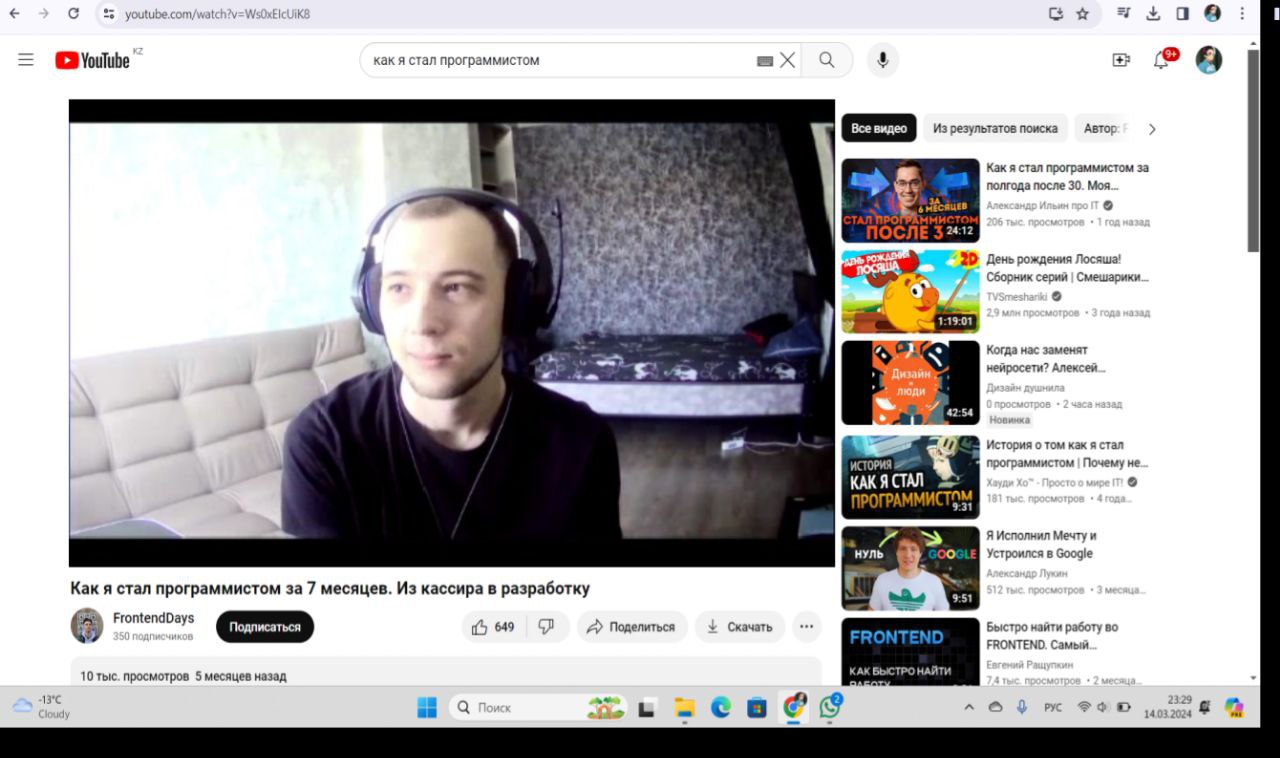 youtube.com/watch?v=Ws0xEIcUiK8
YouTube KZ
как я стал программистом
9+
Все видео
Из результатов поиска
Автор: F
ЗА
6 МЕСЯЦЕВ
СТАЛ ПРОГРАММИСТОМ
ПОСЛЕ 3
24:12
Как я стал программистом за
полгода после 30. Моя...
Александр Ильин про IT
206 тыс. просмотров • 1 год назад
ДЕНЬ РОЖДЕНИЯ
ЛОСЯША
2D
1:19:01
День рождения Лосяша!
Сборник серий | Смешарики...
TVSmeshariki
2,9 млн просмотров • 3 года назад
Дизайн
и
люди
42:54
Когда нас заменят
нейросети? Алексей...
Дизайн душнила
0 просмотров • 2 часа назад
Новинка
ИСТОРИЯ
КАК Я СТАЛ
ПРОГРАММИСТОМ
9:31
История о том как я стал
программистом | Почему не...
Хауди Хо™ - Просто о мире IT!
181 тыс. просмотров • 4 года...
НУЛЬ
GOOGLE
9:51
Я Исполнил Мечту и
Устроился в Google
Александр Лукин
512 тыс. просмотров • 3 месяца...
FRONTEND
КАК БЫСТРО НАЙТИ
РАБОТУ
Быстро найти работу во
FRONTEND. Самый...
Евгений Ращупкин
7,4 тыс. просмотров • 2 месяца...
Как я стал программистом за 7 месяцев. Из кассира в разработку
FrontendDays
350 подписчиков
Подписаться
649
Поделиться
Скачать
10 тыс. просмотров 5 месяцев назад
-13°C
Cloudy
Поиск
2
РУС
23:29
14.03.2024
PRE